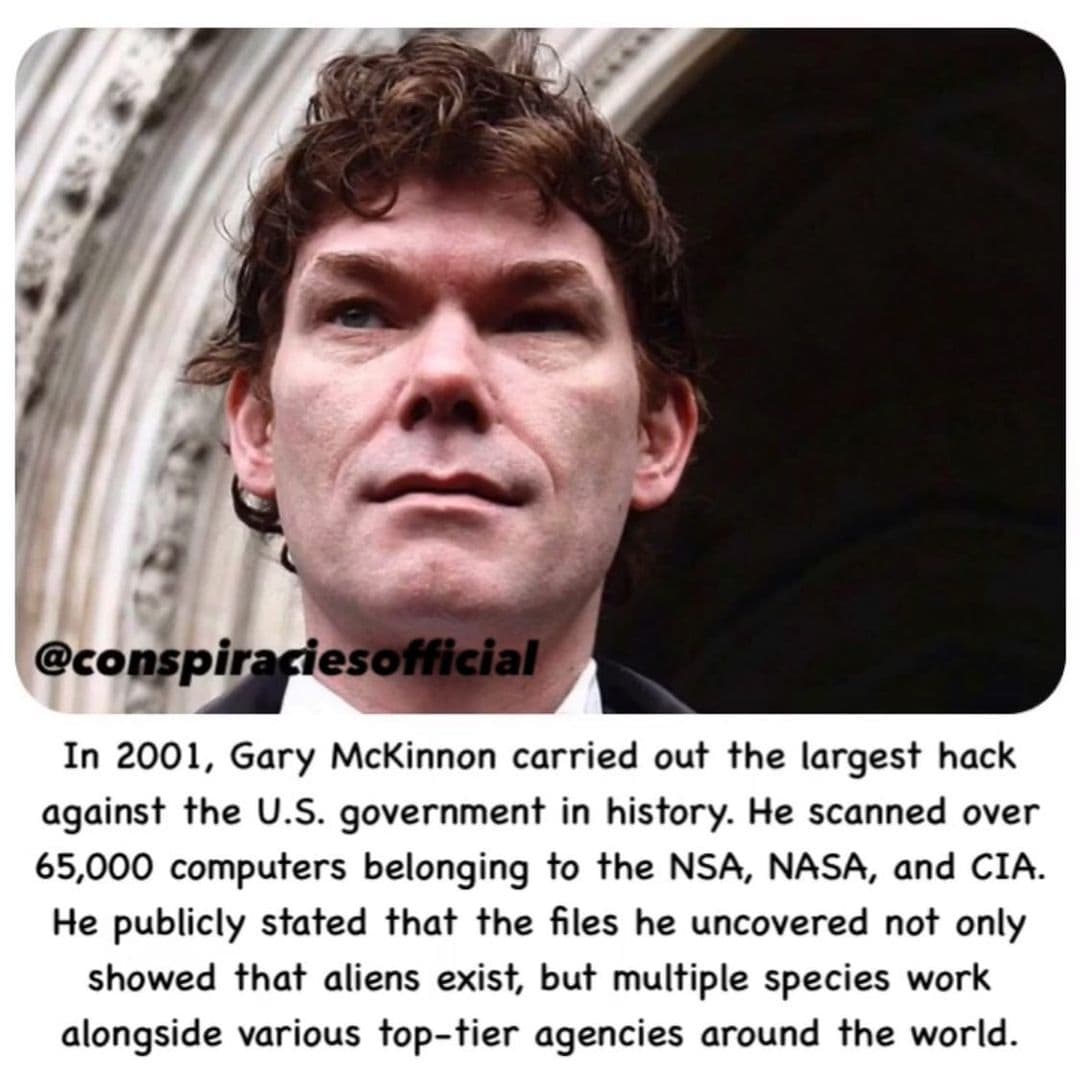 @conspiraciesofficial
In 2001, Gary McKinnon carried out the largest hack
against the U.S. government in history. He scanned over
65,000 computers belonging to the NSA, NASA, and CIA.
He publicly stated that the files he uncovered not only
showed that aliens exist, but multiple species work
alongside various top-tier agencies around the world.